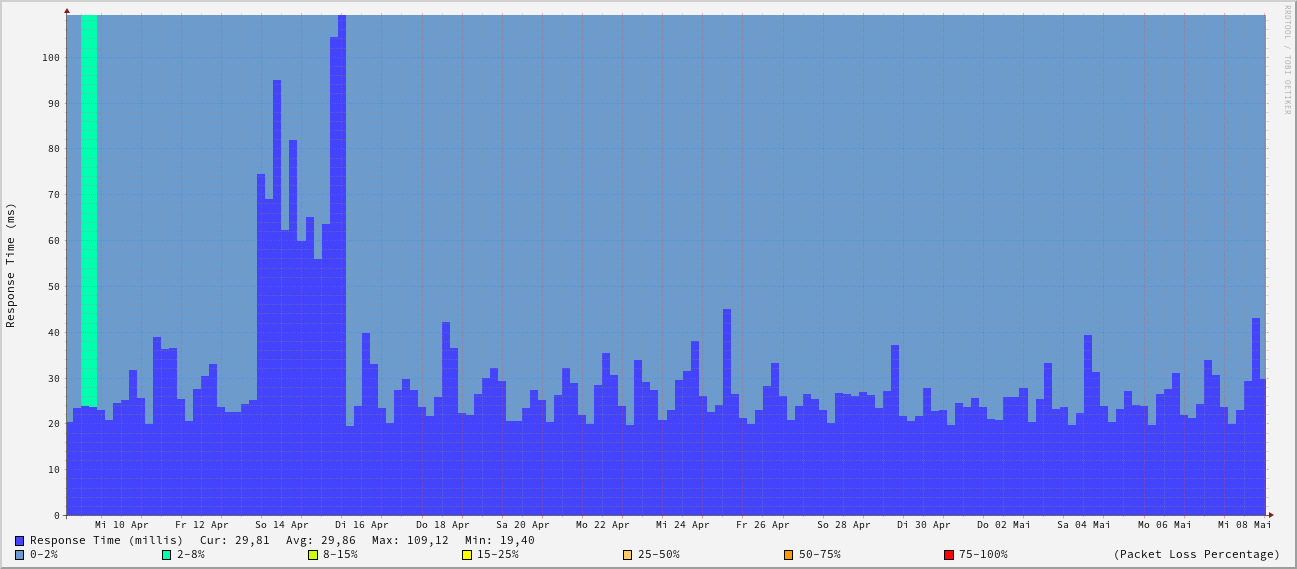 RRDTOOL / TOBI OETIKER
Response Time (ms)
100
90
80
70
60
50
40
30
20
10
0
Mi 10 Apr Fr 12 Apr So 14 Apr Di 16 Apr Do 18 Apr Sa 20 Apr Mo 22 Apr Mi 24 Apr Fr 26 Apr So 28 Apr Di 30 Apr Do 02 Mai Sa 04 Mai Mo 06 Mai Mi 08 Mai
Response Time (millis) Cur: 29,81 Avg: 29,86 Max: 109,12 Min: 19,40
0-2% 2-8% 8-15% 15-25% 25-50% 50-75% 75-100% (Packet Loss Percentage)